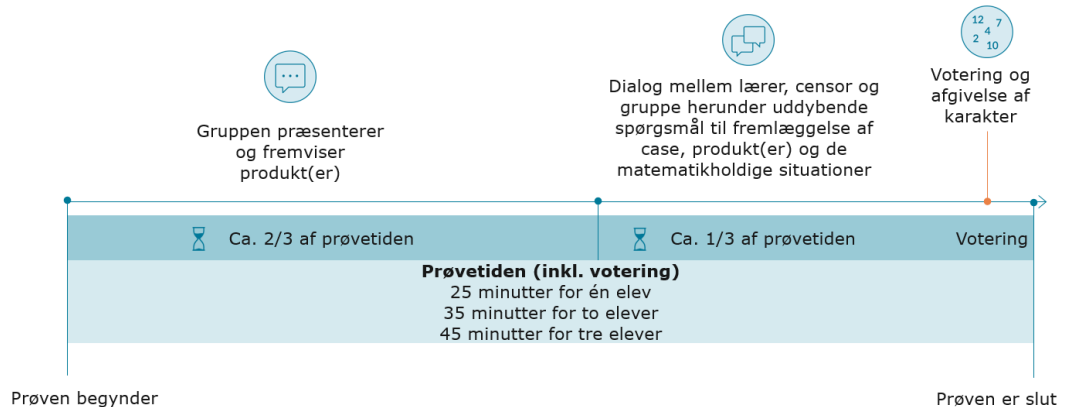 Gruppen præsenterer
og fremviser
produkt(er)
Dialog mellem lærer, censor og
gruppe herunder uddybende
spørgsmål til fremlæggelse af
case, produkt(er) og de
matematikholdige situationer
12 7
4
2 10
Votering og
afgivelse af
karakter
Ca. 2/3 af prøvetiden
Ca. 1/3 af prøvetiden
Votering
Prøvetiden (inkl. votering)
25 minutter for én elev
35 minutter for to elever
45 minutter for tre elever
Prøven begynder
Prøven er slut